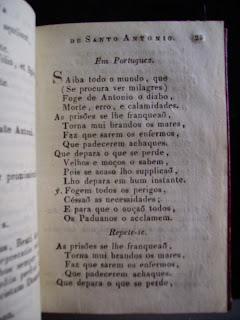 DE SANTO ANTONIO. 25
Em Portuguez.
Saiba todo o mundo, que
( Se procura ver milagres )
Foge de Antonio o diabo,
Morte, erro, e calamidades.
As prisões se lhe franqueaõ,
Torna mui brandos os mares,
Faz que sarem os enfermos,
Que padecerem achaques.
Que depara o que se perde,
Velhos e moços o sabem,
Pois se acaso lho supplicaõ,
Lho depara em hum instante.
℣. Fogem todos os perigos,
Céssaõ as necessidades;
E para que o ouçaõ todos,
Os Paduanos o acclamem.
Repete-se.
As prisões se lhe franqueaõ,
Torna mui brandos os mares,
Faz que sarem os enfermos,
Que padecerem achaques.
Que depara o que se perde,